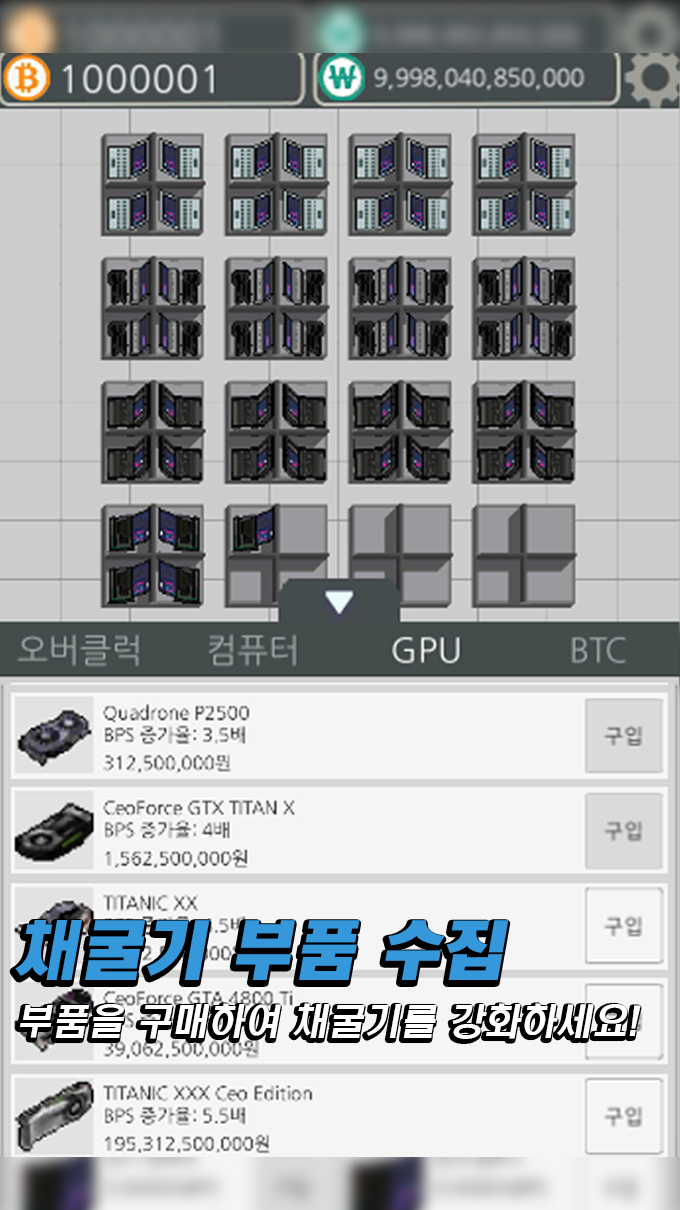 1000001
9,998,040,850,000
오버클럭 컴퓨터 GPU BTC
Quadrone P2500
BPS 증가율: 3.5배
312,500,000원
구입
CeoForce GTX TITAN X
BPS 증가율: 4배
1,562,500,000원
구입
TITANIC XX
구입
채굴기 부품 수집
CeoForce GTA 4800 Ti
부품을 구매하여 채굴기를 강화하세요!
39,062,500,000원
TITANIC XXX Ceo Edition
BPS 증가율: 5.5배
195,312,500,000원
구입